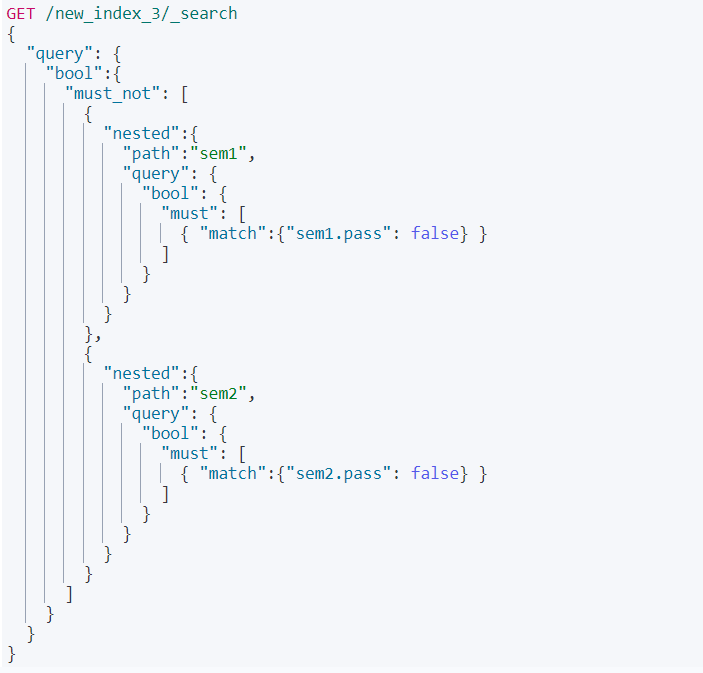 GET /new_index_3/_search
{
  "query": {
    "bool":{
      "must_not": [
        {
          "nested":{
            "path":"sem1",
            "query": {
              "bool": {
                "must": [
                  { "match":{"sem1.pass": false} }
                ]
              }
            }
          }
        },
        {
          "nested":{
            "path":"sem2",
            "query": {
              "bool": {
                "must": [
                  { "match":{"sem2.pass": false} }
                ]
              }
            }
          }
        }
      ]
    }
  }
}